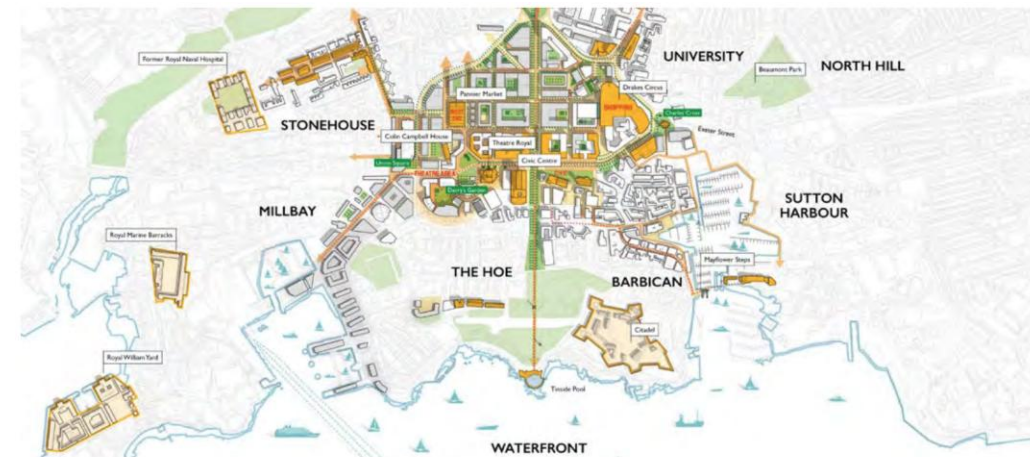 UNIVERSITY
Former Royal Naval Hospital
NORTH HILL
Beaumont Park
Drakes Circus
Pannier Market
SHOPPING
Charles Cross
STONEHOUSE
Colin Campbell House
Exeter Street
Theatre Royal
Civic Centre
Union Square
MILLBAY
SUTTON
HARBOUR
Royal Marine Barracks
Mayflower Steps
THE HOE
BARBICAN
Citadel
Royal William Yard
Tinside Pool
WATERFRONT